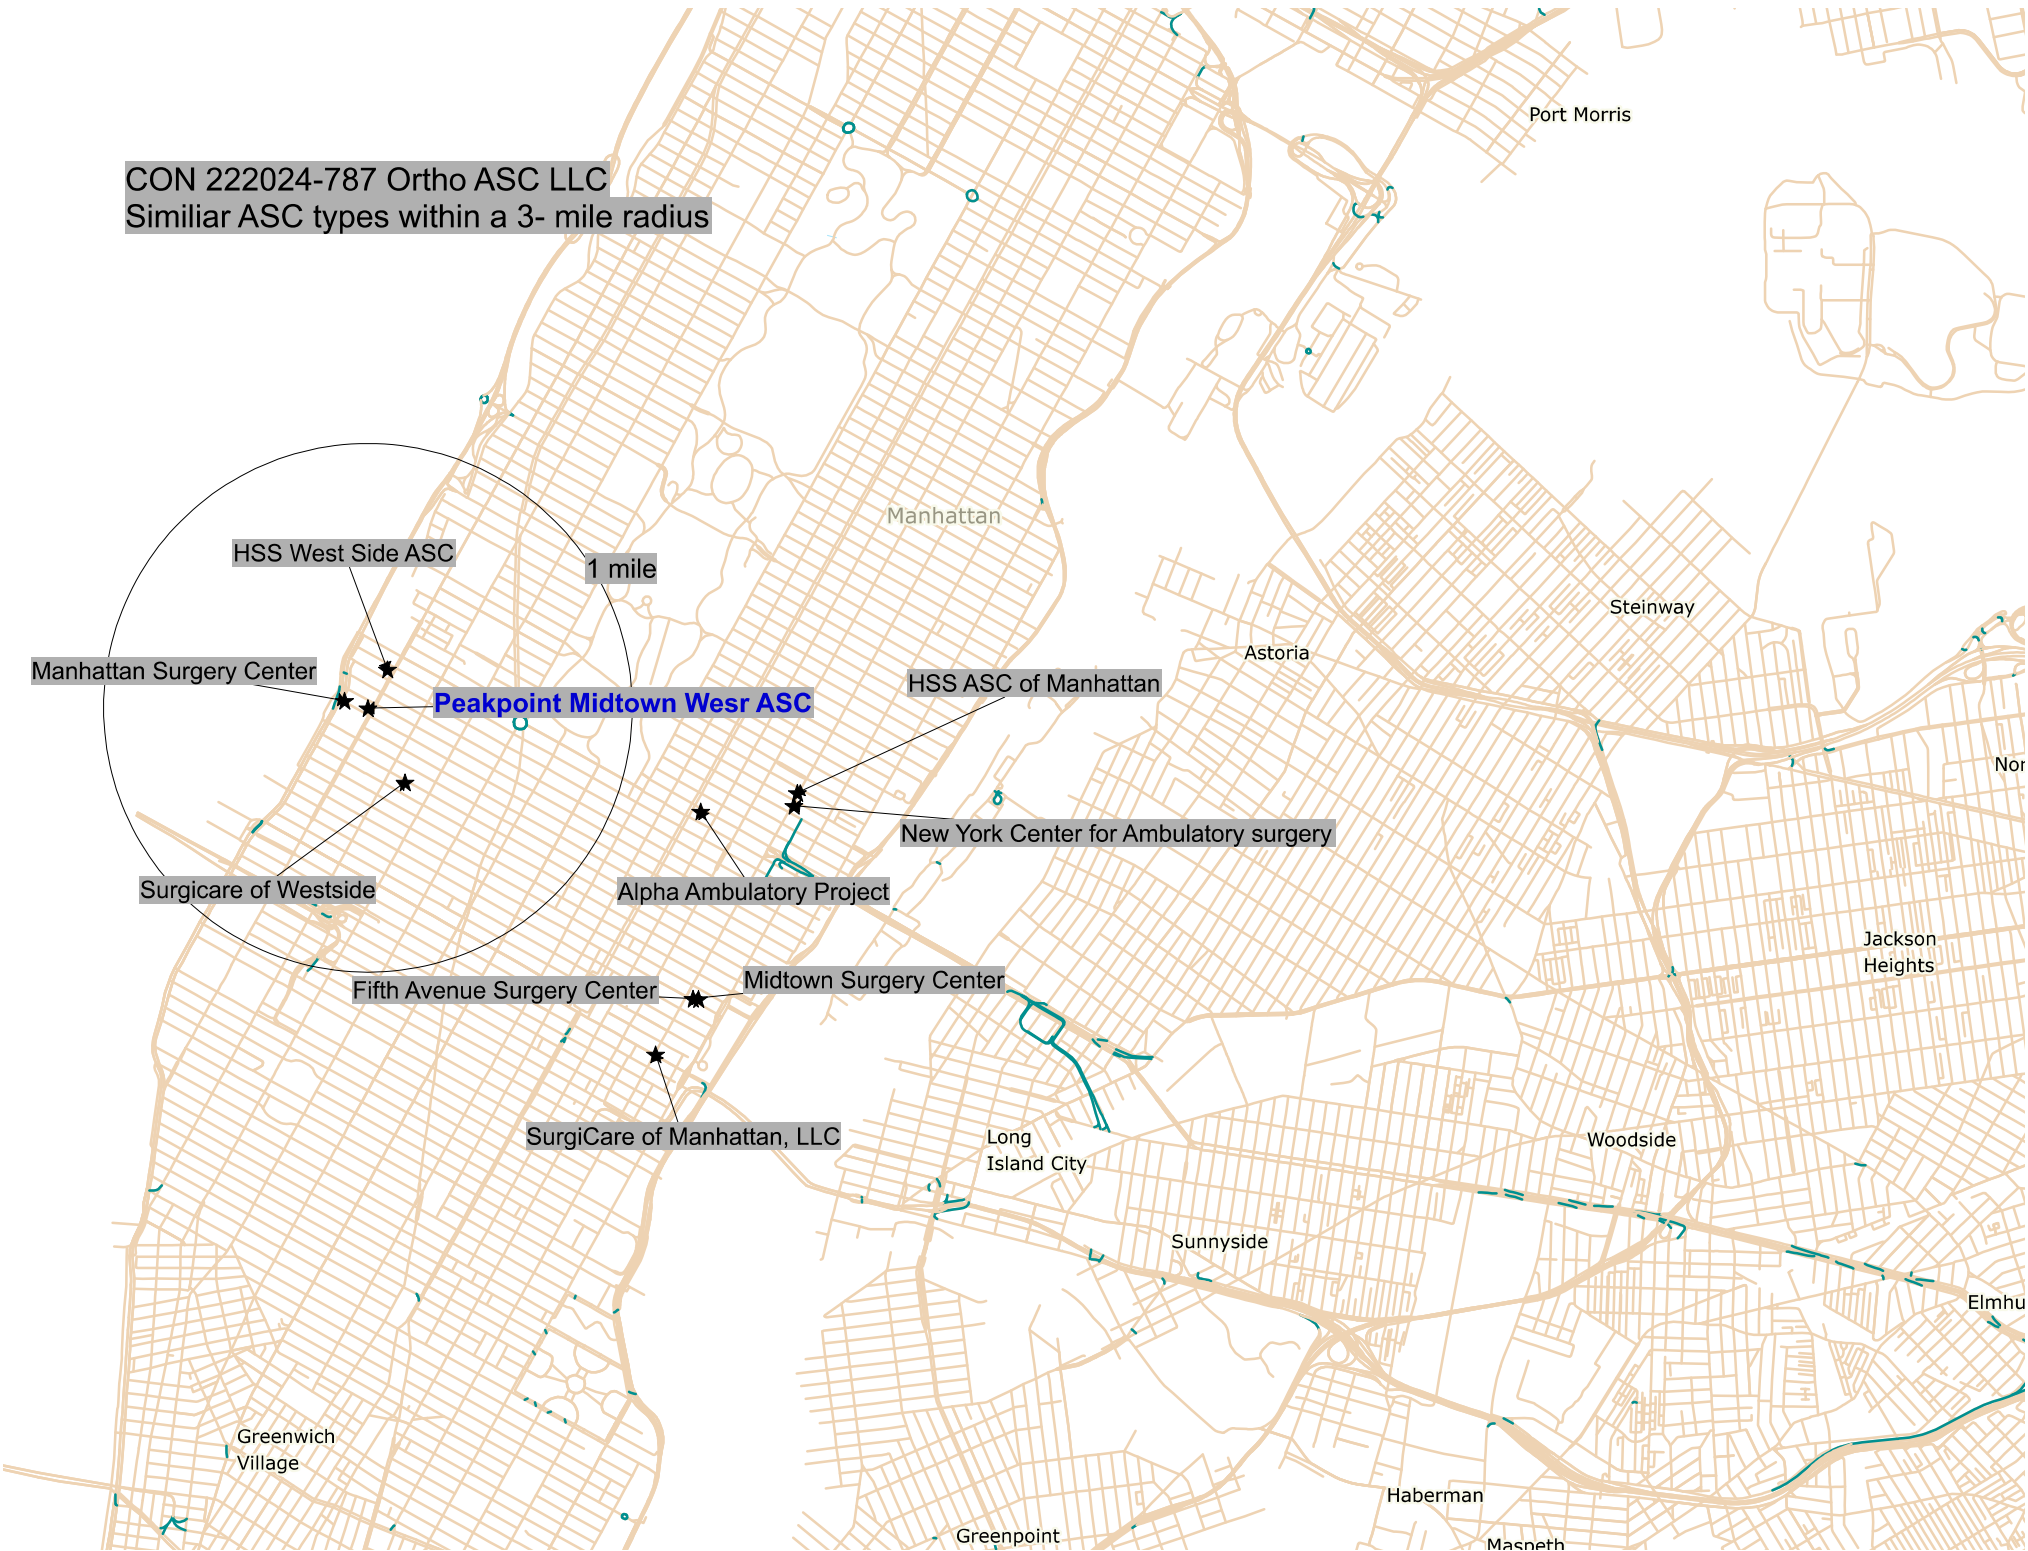 Port Morris
CON 222024-787 Ortho ASC LLC
Similiar ASC types within a 3- mile radius
Manhattan
HSS West Side ASC
1 mile
Steinway
Astoria
Manhattan Surgery Center
HSS ASC of Manhattan
Peakpoint Midtown Wesr ASC
Nor
New York Center for Ambulatory surgery
Surgicare of Westside
Alpha Ambulatory Project
Jackson
Heights
Fifth Avenue Surgery Center
Midtown Surgery Center
SurgiCare of Manhattan, LLC
Long
Island City
Woodside
Sunnyside
Elmhu
Greenwich
Village
Haberman
Greenpoint
Maspeth